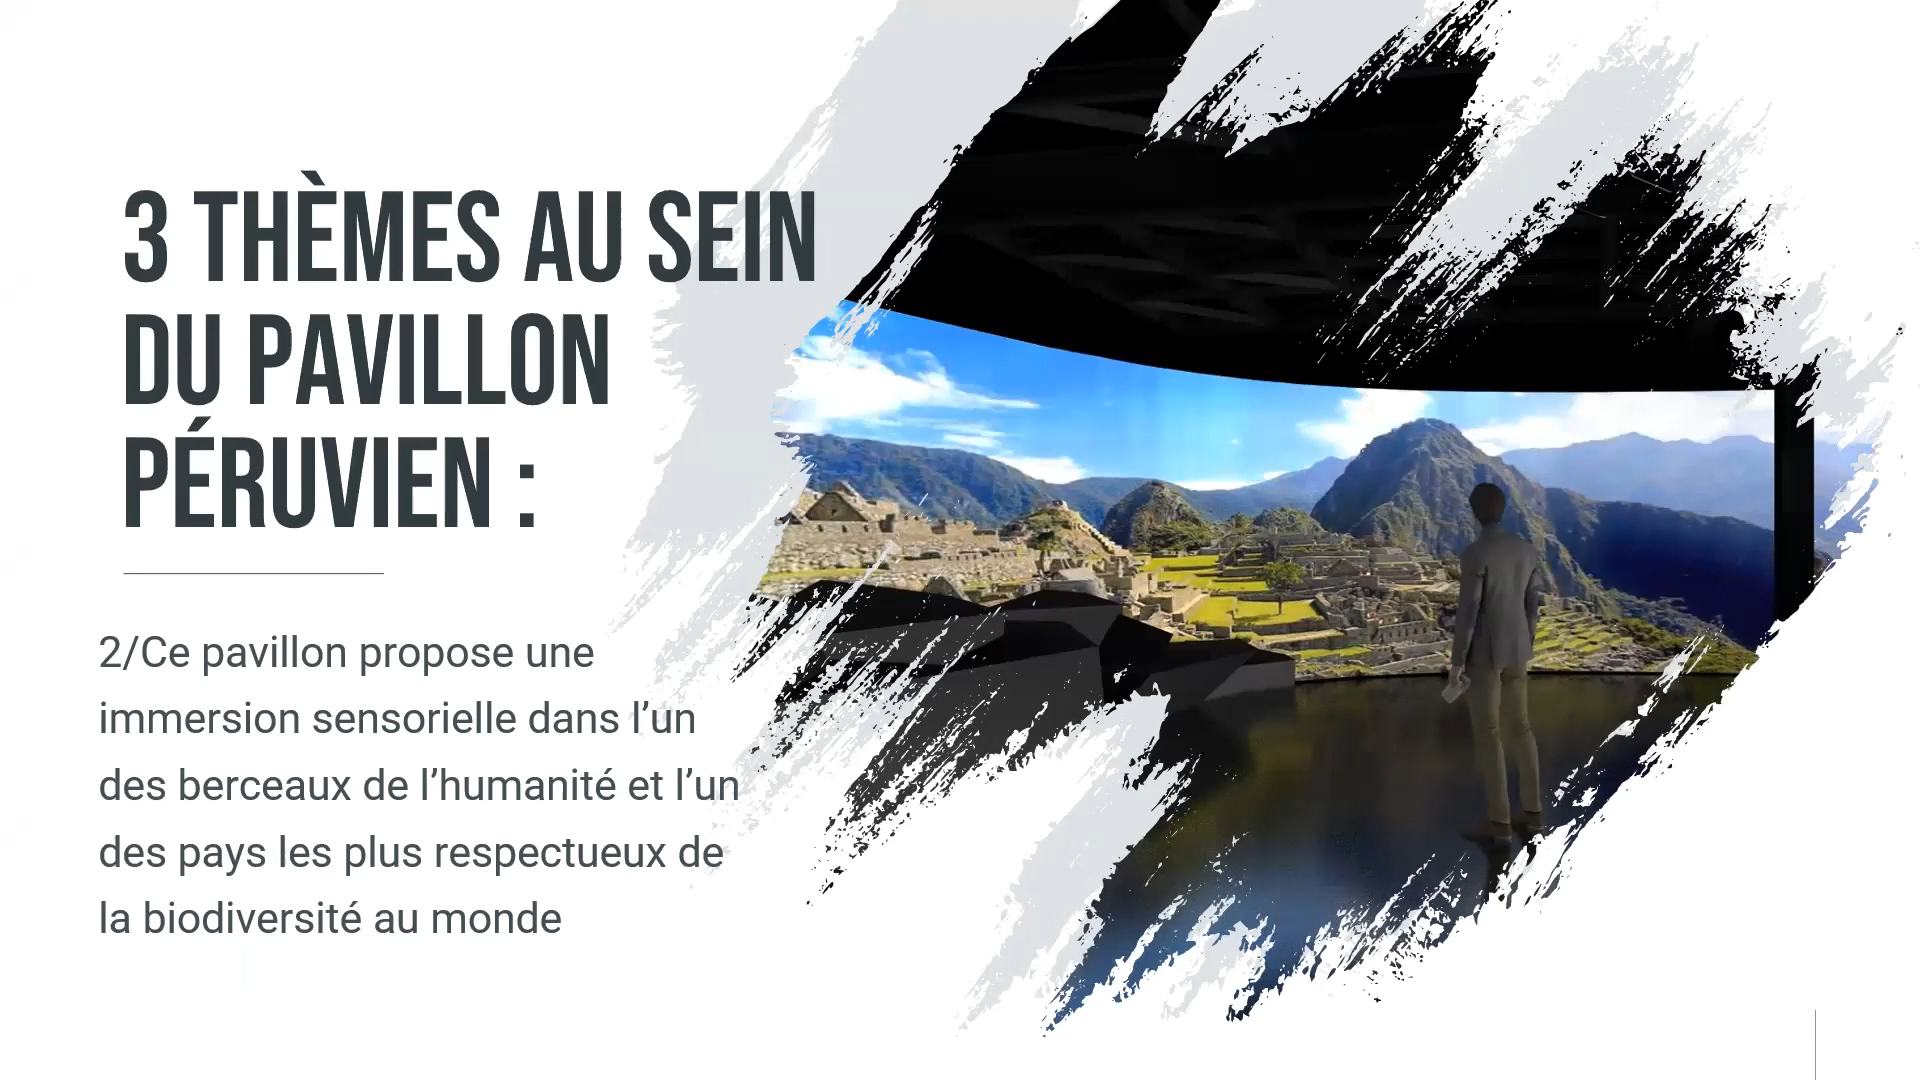 3 THÈMES AU SEIN
DU PAVILLON
PÉRUVIEN :
2/Ce pavillon propose une
immersion sensorielle dans l’un
des berceaux de l’humanité et l’un
des pays les plus respectueux de
la biodiversité au monde